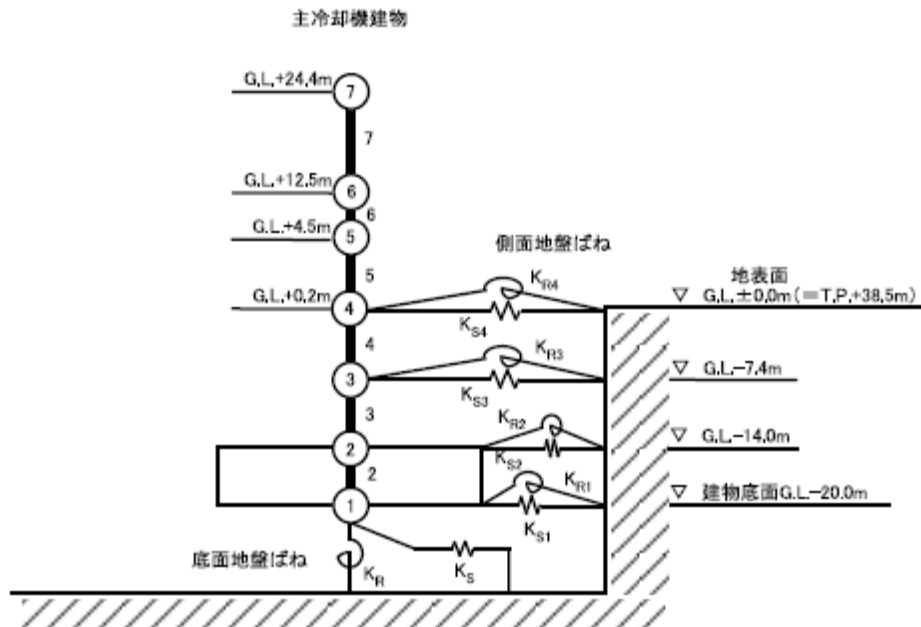 主冷却機建物
G.L.+24.4m
7
7
G.L.+12.5m
6
6
G.L.+4.5m
5
側面地盤ばね
5
K_R4
地表面
G.L.+0.2m
4
▽ G.L.±0.0m(=T.P.+38.5m)
K_S4
4
K_R3
3
▽ G.L.-7.4m
K_S3
3
K_R2
2
▽ G.L.-14.0m
K_S2
2
K_R1
1
▽ 建物底面G.L.-20.0m
K_S1
底面地盤ばね
K_R
K_S